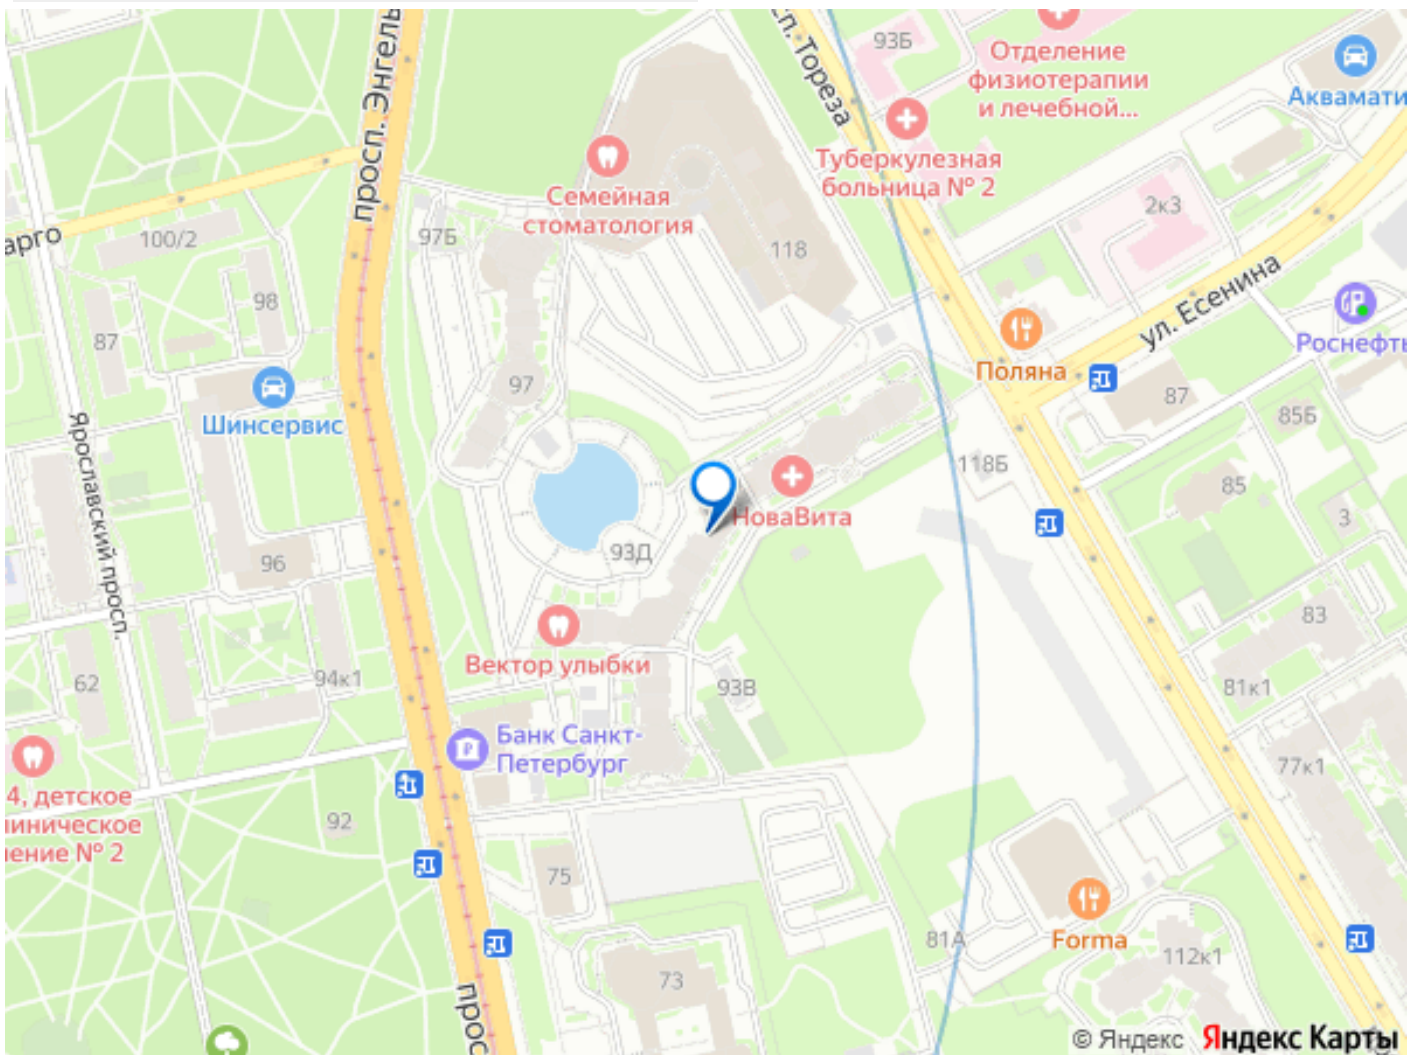 просп. Энгель
сп. Тореза
93Б
Отделение
физиотерапии
и лечебной...
Аквамати
Туберкулезная
больница № 2
Семейная
стоматология
2к3
арго
100/2
97Б
118
98
ул. Есенина
87
Роснефть
Поляна
97
Шинсервис
87
85Б
Ярославский просп.
118Б
85
НоваВита
3
93Д
96
83
Вектор улыбки
94к1
62
93В
81к1
Банк Санкт-
Петербург
77к1
4, детское
линическое
ение № 2
92
75
81А
Forma
112к1
73
прос
© Яндекс Яндекс Карты